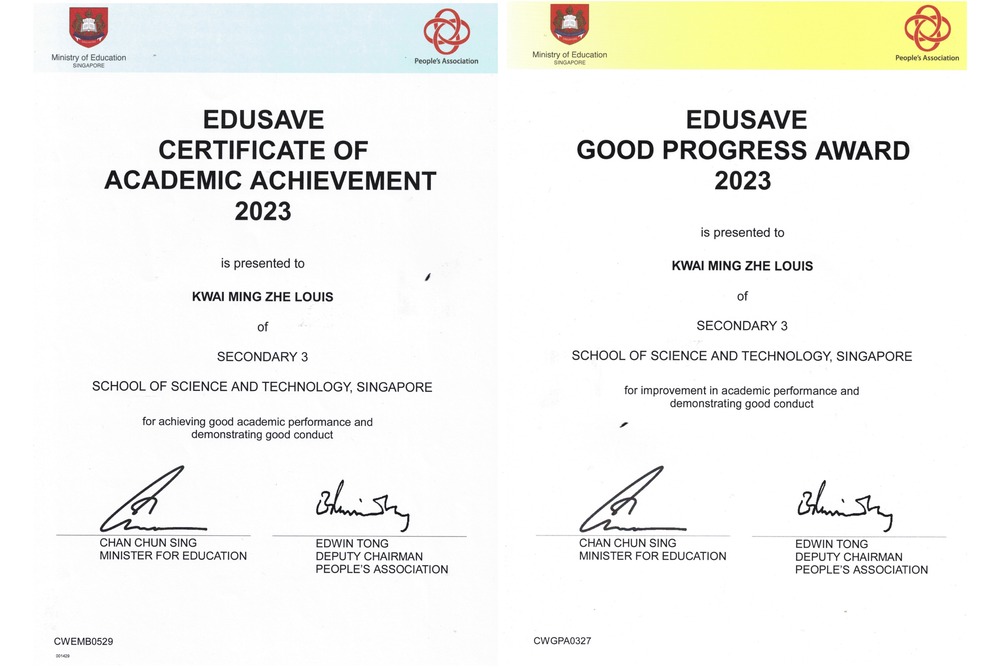 Ministry of Education
SINGAPORE
People's Association
EDUSAVE
CERTIFICATE OF
ACADEMIC ACHIEVEMENT
2023
is presented to
KWAI MING ZHE LOUIS
of
SECONDARY 3
SCHOOL OF SCIENCE AND TECHNOLOGY, SINGAPORE
for achieving good academic performance and
demonstrating good conduct
CHAN CHUN SING
MINISTER FOR EDUCATION
EDWIN TONG
DEPUTY CHAIRMAN
PEOPLE'S ASSOCIATION
CWEMB0529
Ministry of Education
SINGAPORE
People's Association
EDUSAVE
GOOD PROGRESS AWARD
2023
is presented to
KWAI MING ZHE LOUIS
of
SECONDARY 3
SCHOOL OF SCIENCE AND TECHNOLOGY, SINGAPORE
for improvement in academic performance and
demonstrating good conduct
CHAN CHUN SING
MINISTER FOR EDUCATION
EDWIN TONG
DEPUTY CHAIRMAN
PEOPLE'S ASSOCIATION
CWGPA0327